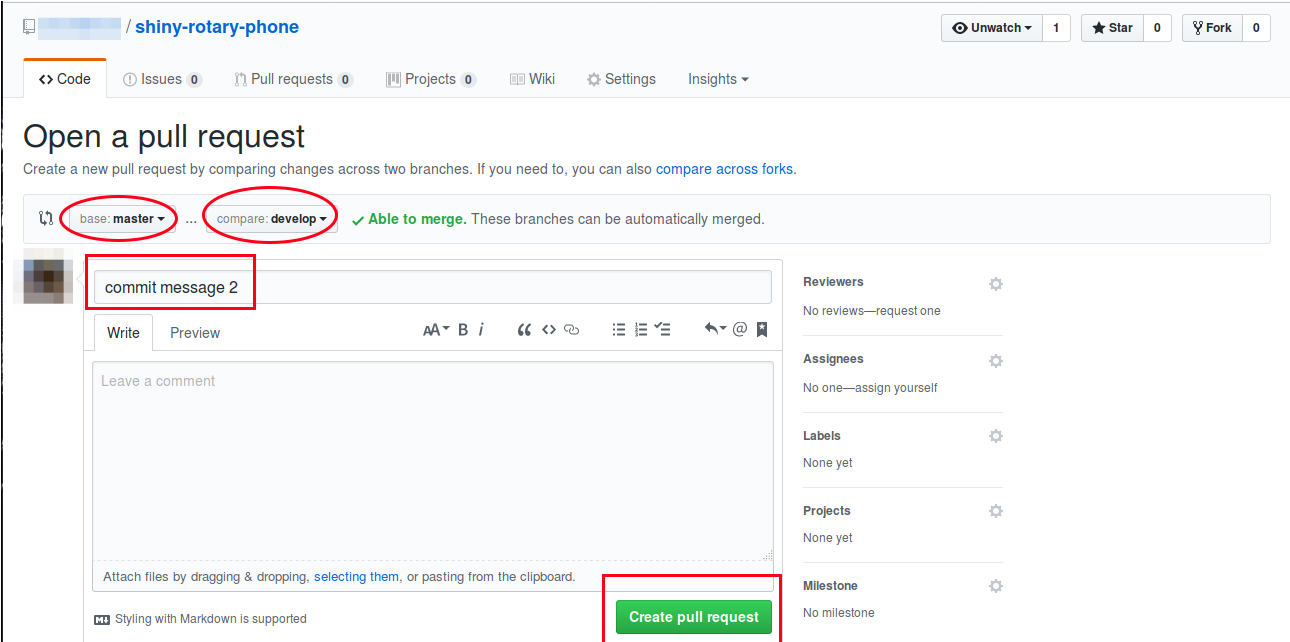 / shiny-rotary-phone Unwatch 1 Star 0 Fork 0
Code Issues 0 Pull requests 0 Projects 0 Wiki Settings Insights
Open a pull request
Create a new pull request by comparing changes across two branches. If you need to, you can also compare across forks.
base: master ... compare: develop Able to merge. These branches can be automatically merged.
commit message 2
Write Preview AA B i @
Leave a comment
Attach files by dragging & dropping, selecting them, or pasting from the clipboard.
Styling with Markdown is supported
Create pull request
Reviewers
No reviews—request one
Assignees
No one—assign yourself
Labels
None yet
Projects
None yet
Milestone
No milestone